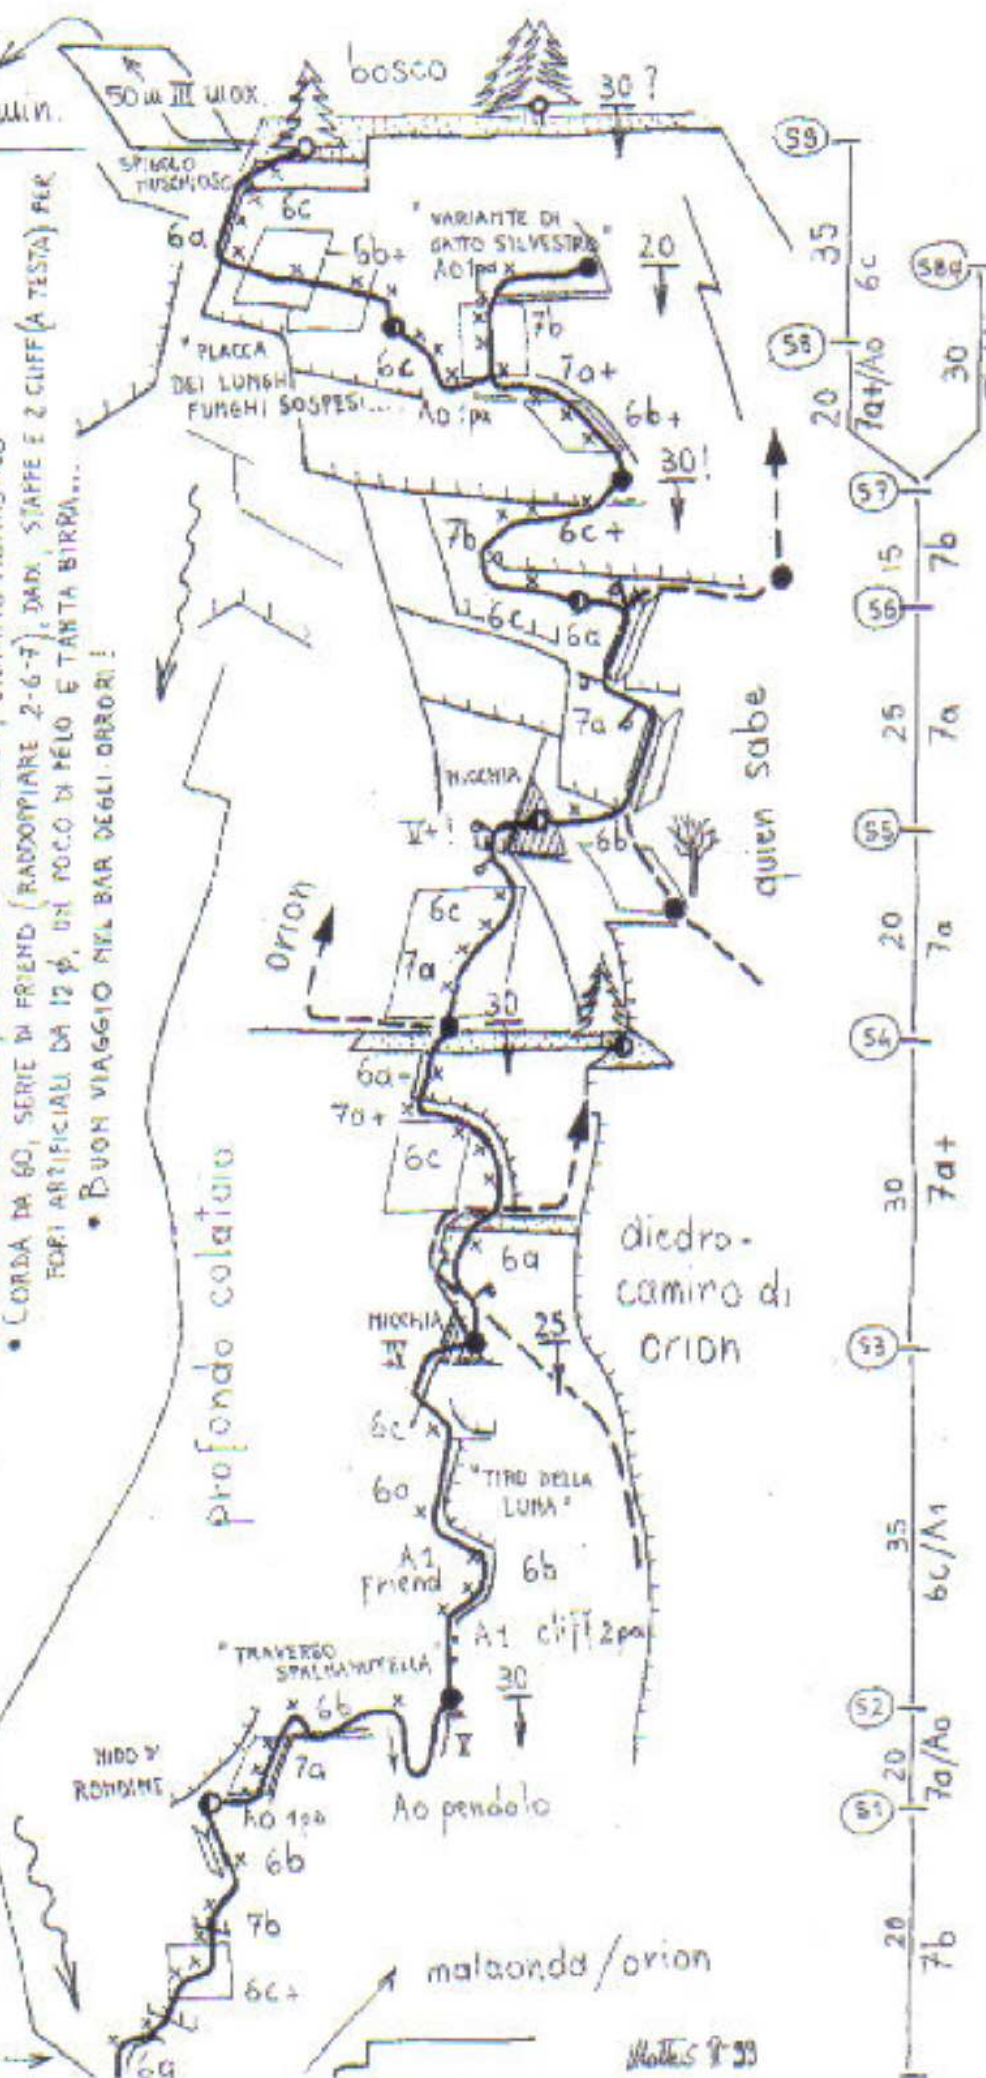 bosco
50 m III max.
min.
30 ?
SPIGOLO
MUSCHIOSO
6a
6c
6b+
"VARIANTE DI
GATTO SILVESTRO"
A0 1pa
20
7b
7a+
"PLACCA
DEI LUNGHI
FUNGHI SOSPESI...
6c
A0 1pa
6b+
30!
7b
6c+
6c
6a
7a
quien sabe
NICCHIA
V+!
6b
orion
6c
7a
30
6a
7a+
6c
6a
diedro-
camino di
orion
NICCHIA
IV
25
6c
6a
"TIRO DELLA
LUNA"
A1
Friend
6b
A1 cliff 2pa
"TRAVERSO
SPALMANUTELLA"
30
6b
V
NIDO DI
RONDINE
7a
A0 1pa
A0 pendolo
6b
7b
6c+
6a
malaonda/orion
profondo colatoio
• CORDA DA 60, SERIE DI FRIEND (RADDOPPIARE 2-6-7), DADI, STAFFE E 2 CLIFF (A TESTA) PER
FORI ARTIFICIALI DA 12 ϕ, UN POCO DI PELO E TANTA BIRRA...
• BUON VIAGGIO NEL BAR DEGLI ORRORI!
S9
35
6c
S8a
S8
30
20
7a+/A0
S7
15
7b
S6
25
7a
S5
20
7a
S4
30
7a+
S3
35
6c/A1
S2
20
7a/A0
S1
20
7b
99